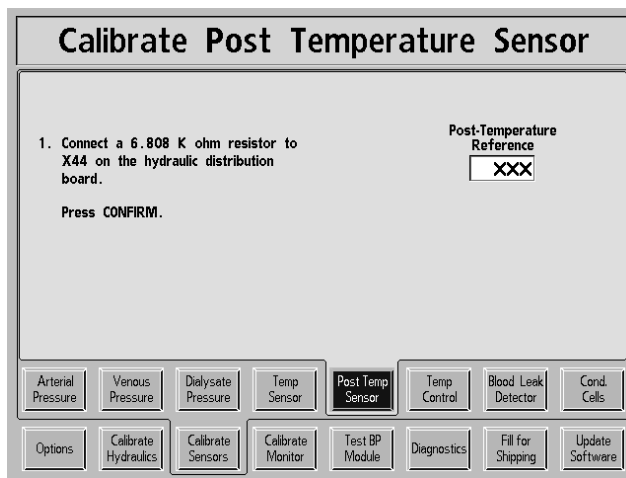 Calibrate Post Temperature Sensor
1. Connect a 6.808 K ohm resistor to
X44 on the hydraulic distribution
board.
Press CONFIRM.
Post-Temperature
Reference
XXX
Arterial
Pressure
Venous
Pressure
Dialysate
Pressure
Temp
Sensor
Post Temp
Sensor
Temp
Control
Blood Leak
Detector
Cond.
Cells
Options
Calibrate
Hydraulics
Calibrate
Sensors
Calibrate
Monitor
Test BP
Module
Diagnostics
Fill for
Shipping
Update
Software